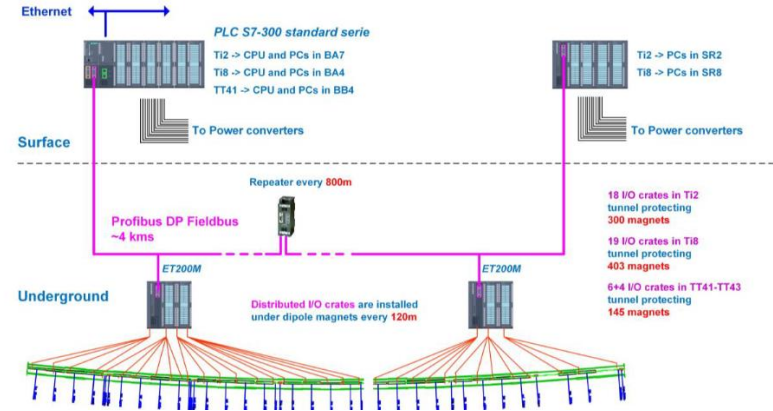 Ethernet
PLC S7-300 standard serie
Ti2 -> CPU and PCs in BA7
Ti8 -> CPU and PCs in BA4
TT41 -> CPU and PCs in BB4
Ti2 -> PCs in SR2
Ti8 -> PCs in SR8
To Power converters
To Power converters
Surface
Repeater every 800m
Profibus DP Fieldbus
~4 kms
18 I/O crates in Ti2
tunnel protecting
300 magnets
19 I/O crates in Ti8
tunnel protecting
403 magnets
6+4 I/O crates in TT41-TT43
tunnel protecting
145 magnets
ET200M
ET200M
Underground
Distributed I/O crates are installed
under dipole magnets every 120m